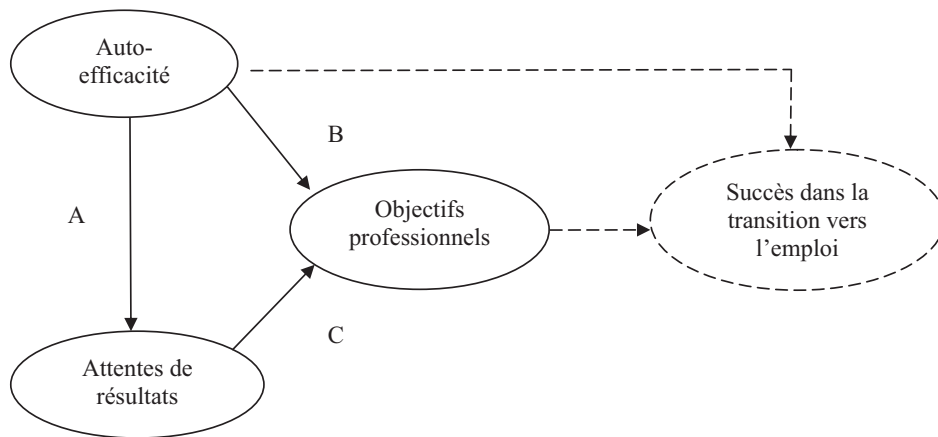 Auto-
efficacité
B
A
Objectifs
professionnels
Succès dans la
transition vers
l’emploi
C
Attentes de
résultats